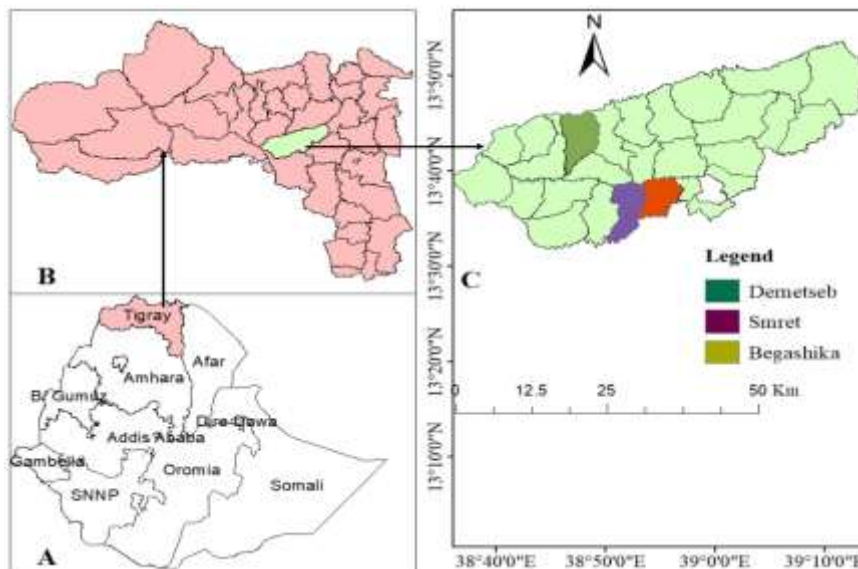 B
Tigray
Afar
Amhara
B/ Gumuz
Dire Dawa
Addis Ababa
Gambella
Oromia
SNNP
Somali
A
C
N
13°50'0"N
13°40'0"N
13°30'0"N
13°20'0"N
13°10'0"N
Legend
Demetseb
Smret
Begashika
0 12.5 25 50 Km
38°40'0"E 38°50'0"E 39°0'0"E 39°10'0"E